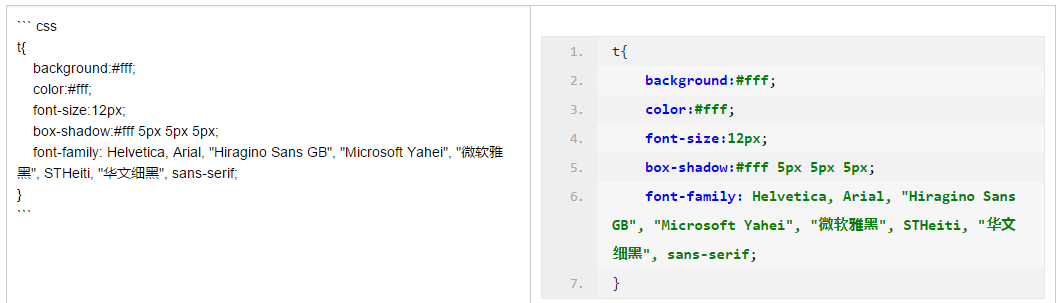 ``` css
t{
    background:#fff;
    color:#fff;
    font-size:12px;
    box-shadow:#fff 5px 5px 5px;
    font-family: Helvetica, Arial, "Hiragino Sans GB", "Microsoft Yahei", "微软雅
黑", STHeiti, "华文细黑", sans-serif;
}
```
1. t{
2.     background:#fff;
3.     color:#fff;
4.     font-size:12px;
5.     box-shadow:#fff 5px 5px 5px;
6.     font-family: Helvetica, Arial, "Hiragino Sans
GB", "Microsoft Yahei", "微软雅黑", STHeiti, "华文
细黑", sans-serif;
7. }